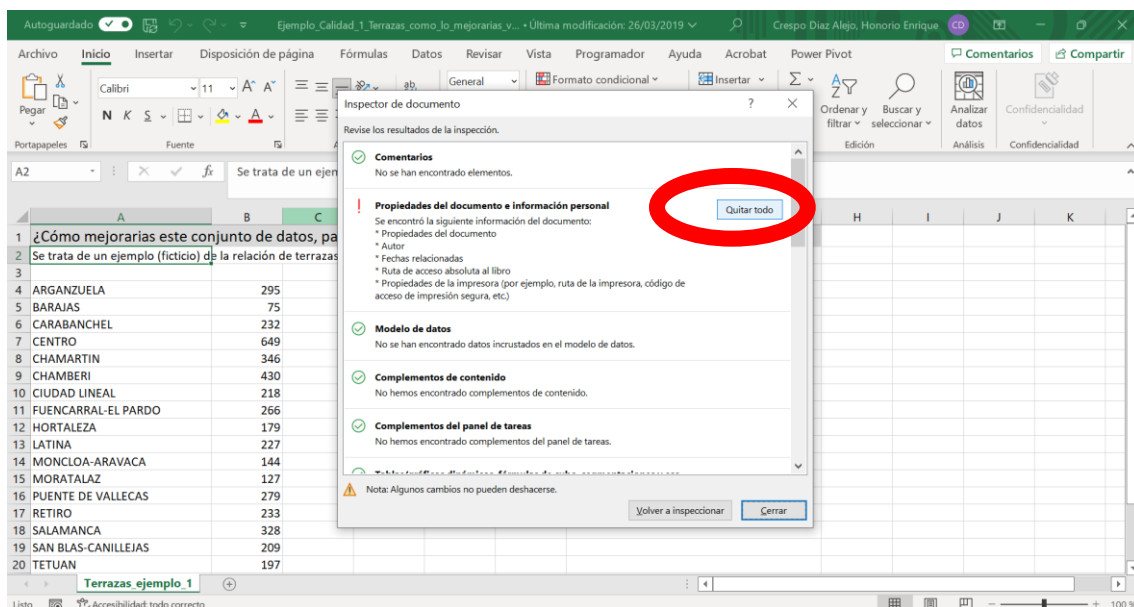 Autoguardado
Ejemplo_Calidad_1_Terrazas_como_lo_mejorarias_v... • Última modificación: 26/03/2019
Crespo Diaz Alejo, Honorio Enrique
CD
Archivo Inicio Insertar Disposición de página Fórmulas Datos Revisar Vista Programador Ayuda Acrobat Power Pivot Comentarios Compartir
Pegar
Calibri 11 A^ A˅
N K S
ab
General
Formato condicional
Insertar
Ordenar y filtrar
Buscar y seleccionar
Analizar datos
Confidencialidad
Portapapeles Fuente Edición Análisis Confidencialidad
A2 fx Se trata de un ejen
Inspector de documento ? ×
Revise los resultados de la inspección.
Comentarios
No se han encontrado elementos.
Propiedades del documento e información personal
Quitar todo
Se encontró la siguiente información del documento:
* Propiedades del documento
* Autor
* Fechas relacionadas
* Ruta de acceso absoluta al libro
* Propiedades de la impresora (por ejemplo, ruta de la impresora, código de
acceso de impresión segura, etc.)
Modelo de datos
No se han encontrado datos incrustados en el modelo de datos.
Complementos de contenido
No hemos encontrado complementos de contenido.
Complementos del panel de tareas
No hemos encontrado complementos del panel de tareas.
Nota: Algunos cambios no pueden deshacerse.
Volver a inspeccionar Cerrar
A B C H I J K
1 ¿Cómo mejorarias este conjunto de datos, pa
2 Se trata de un ejemplo (ficticio) de la relación de terrazas
3
4 ARGANZUELA 295
5 BARAJAS 75
6 CARABANCHEL 232
7 CENTRO 649
8 CHAMARTIN 346
9 CHAMBERI 430
10 CIUDAD LINEAL 218
11 FUENCARRAL-EL PARDO 266
12 HORTALEZA 179
13 LATINA 227
14 MONCLOA-ARAVACA 144
15 MORATALAZ 127
16 PUENTE DE VALLECAS 279
17 RETIRO 233
18 SALAMANCA 328
19 SAN BLAS-CANILLEJAS 209
20 TETUAN 197
Terrazas_ejemplo_1
Listo Accesibilidad: todo correcto 100 %